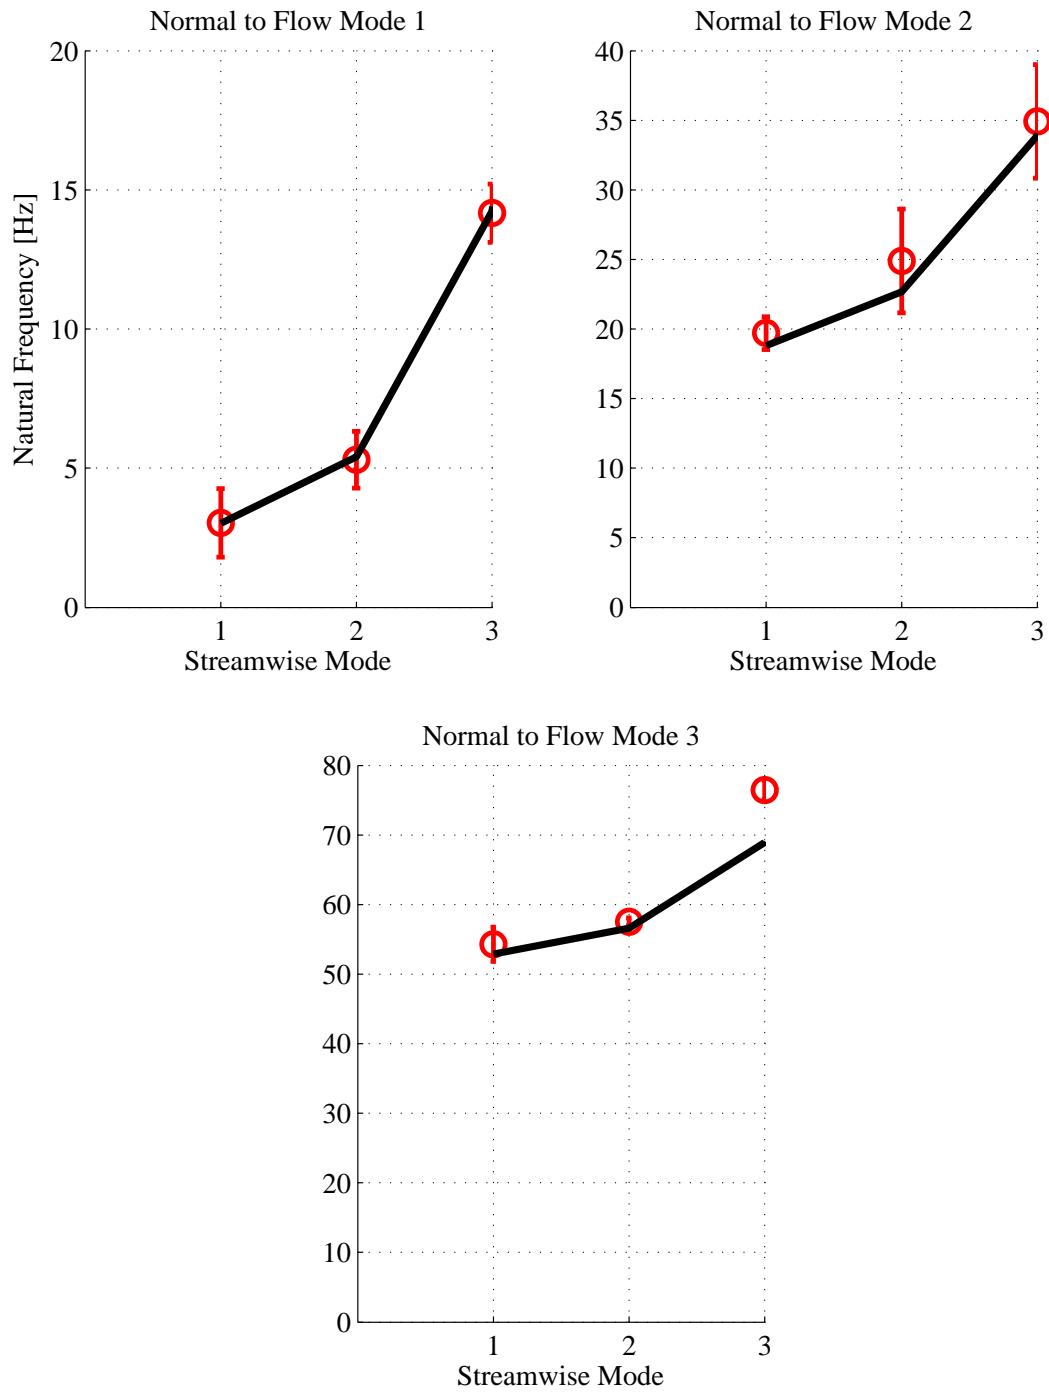 Normal to Flow Mode 1
20
15
10
5
0
1 2 3
Natural Frequency [Hz]
Streamwise Mode
Normal to Flow Mode 2
40
35
30
25
20
15
10
5
0
1 2 3
Streamwise Mode
Normal to Flow Mode 3
80
70
60
50
40
30
20
10
0
1 2 3
Streamwise Mode